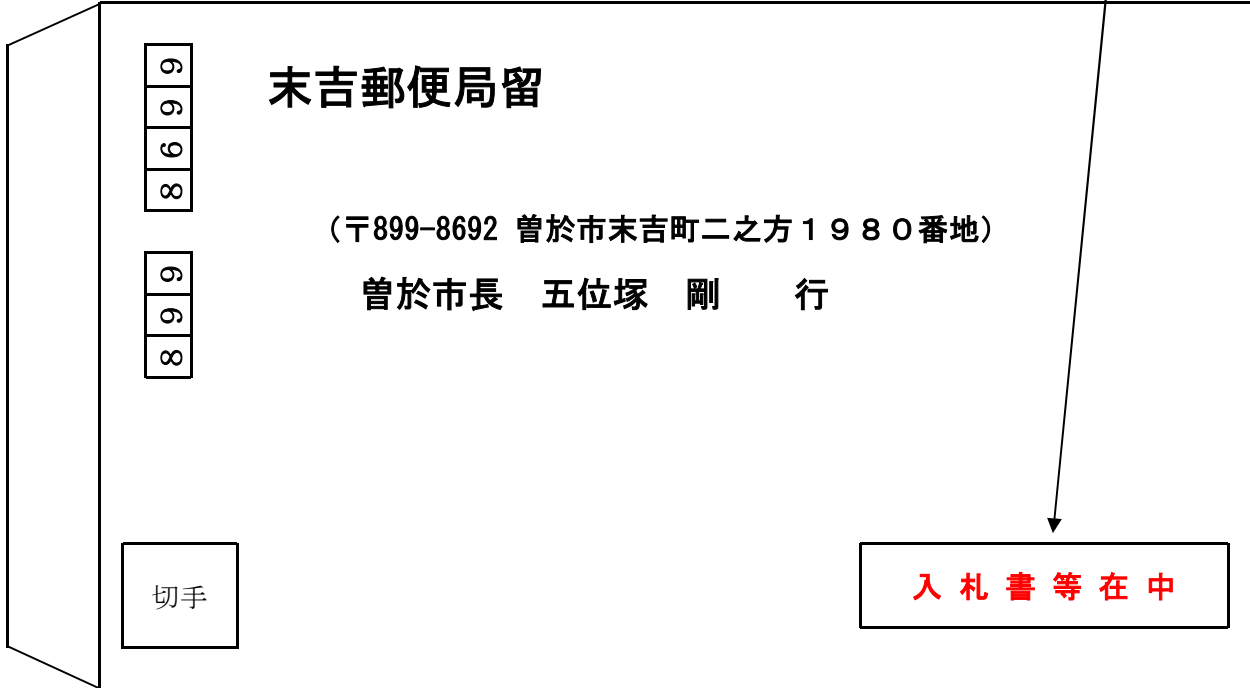 899 8699
末吉郵便局留
(〒899-8692 曽於市末吉町二之方１９８０番地)
曽於市長　五位塚　剛　　行
切手
入 札 書 等 在 中